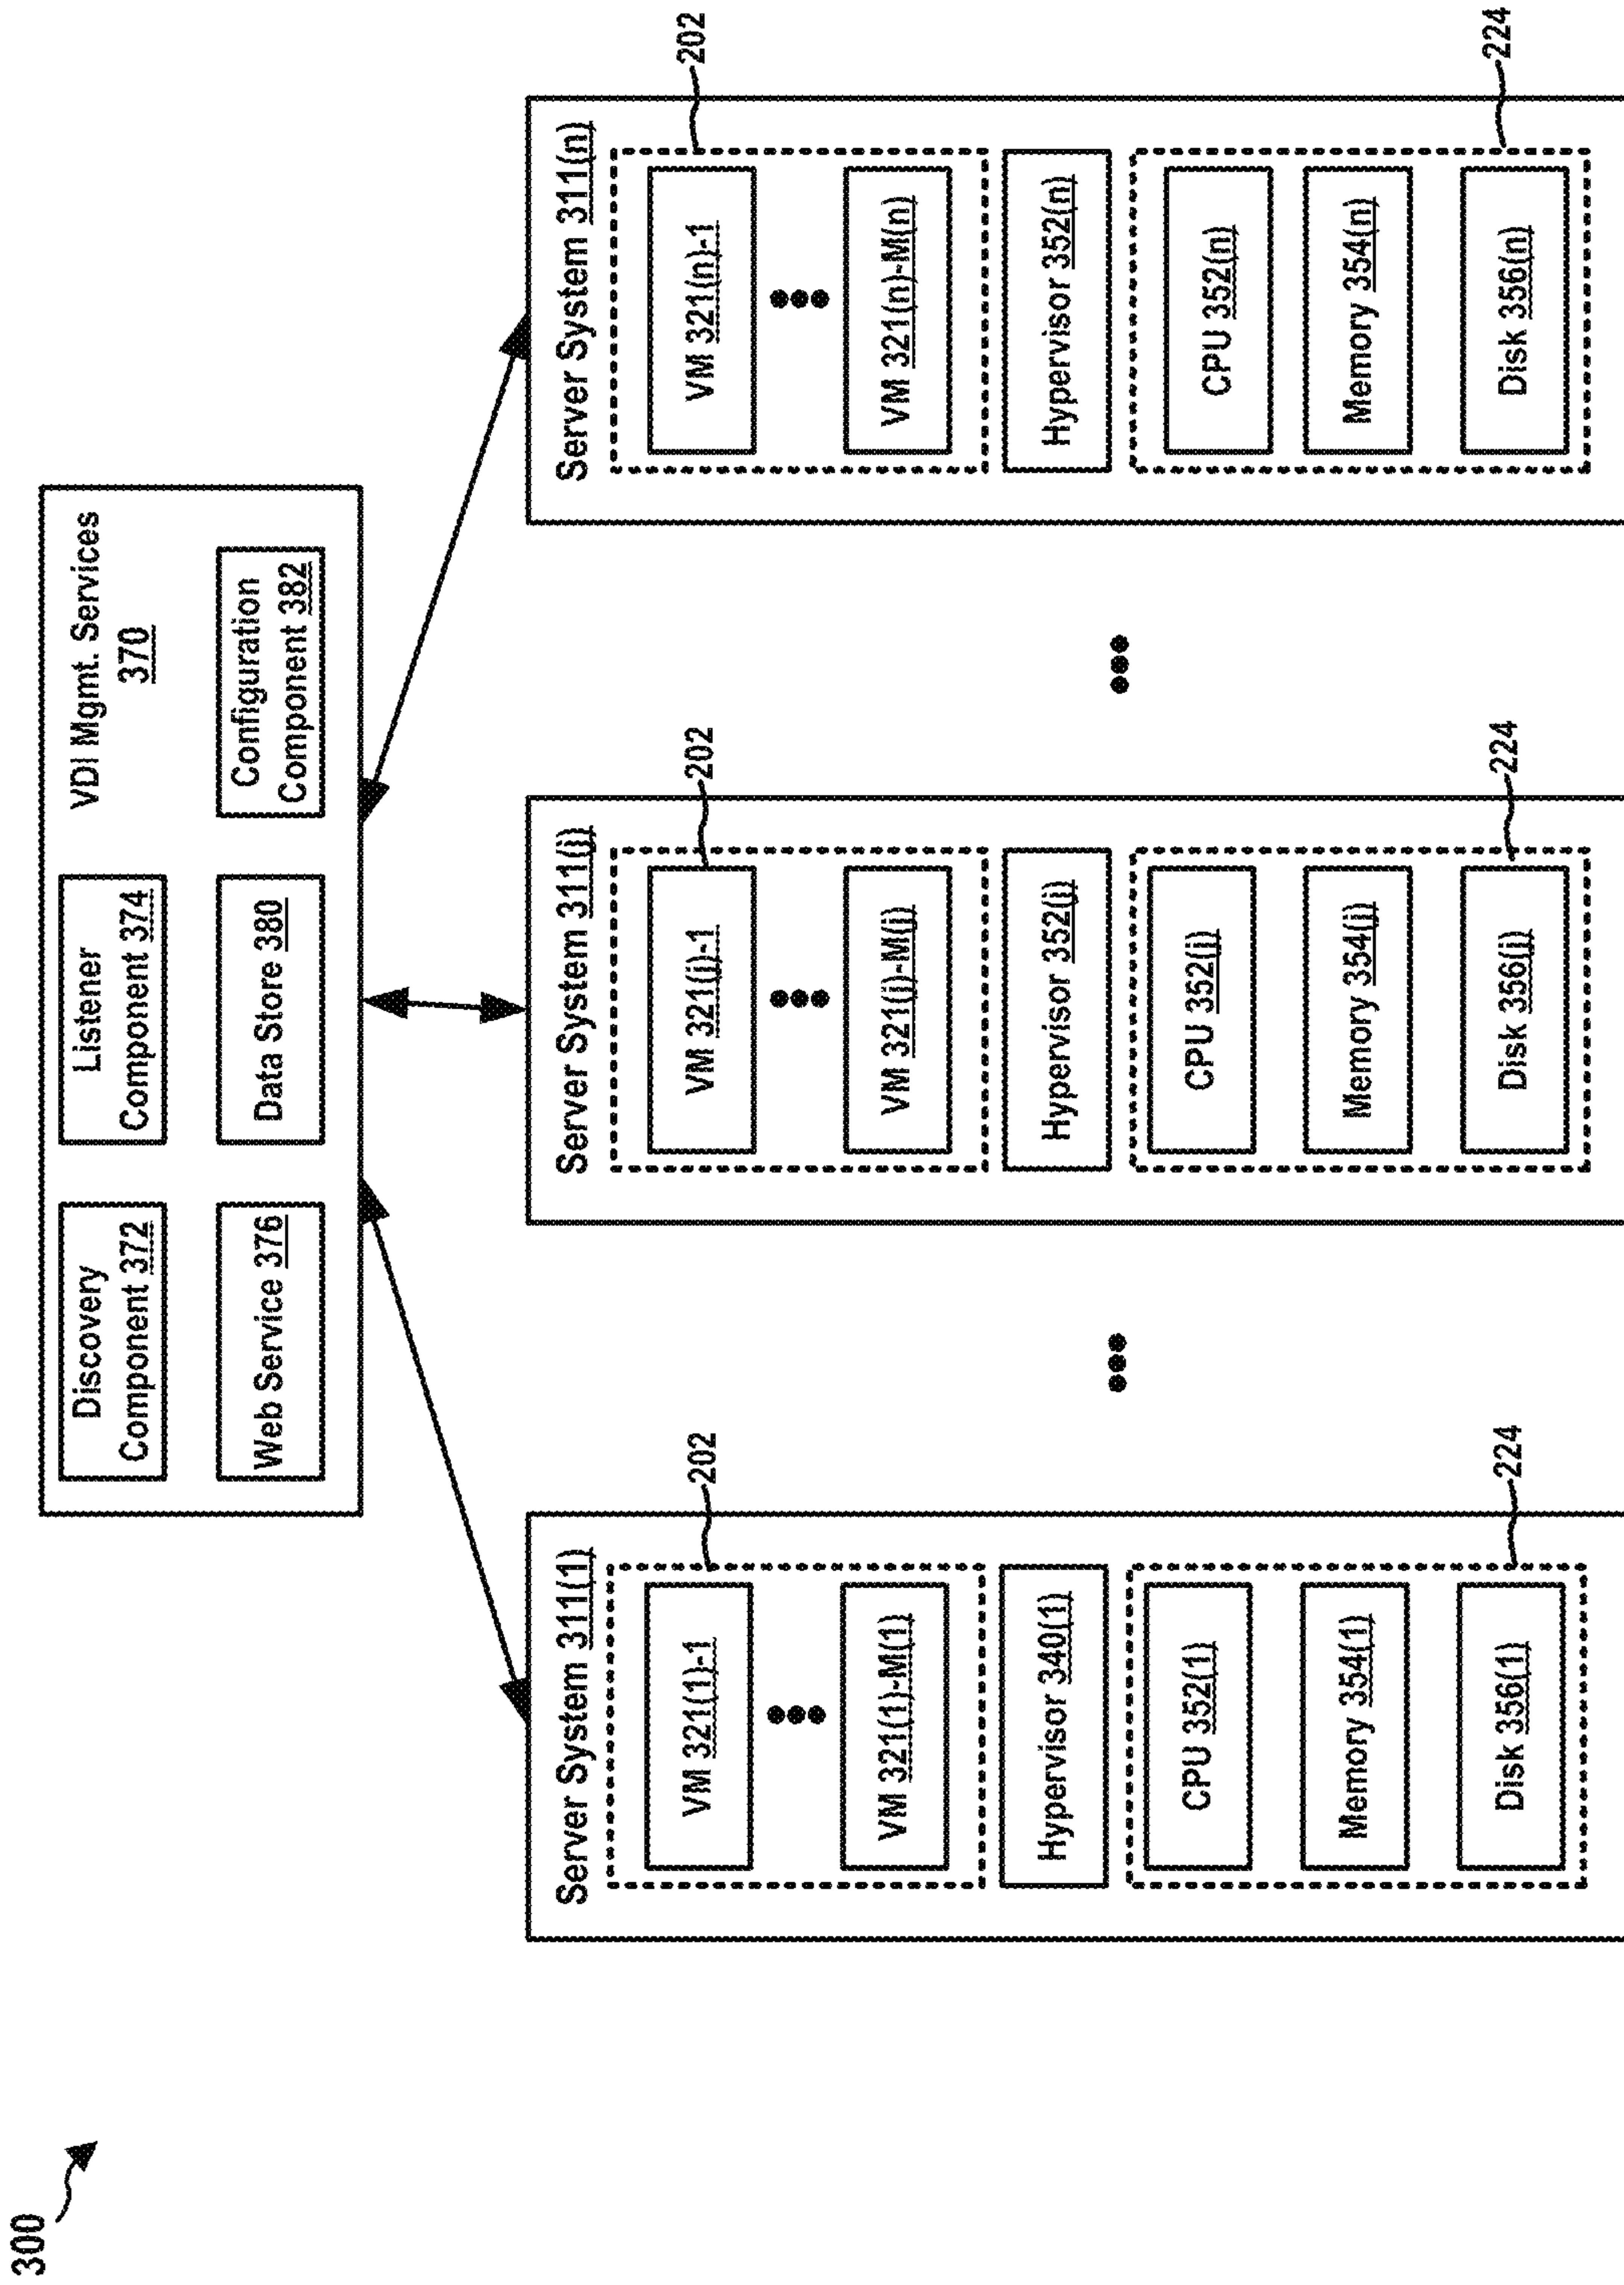 300
Discovery
Component 372
Listener
Component 374
VDI Mgmt. Services
370
Web Service 376
Data Store 380
Configuration
Component 382
Server System 311(1)
202
VM 321(1)-1
VM 321(1)-M(1)
Hypervisor 340(1)
CPU 352(1)
Memory 354(1)
Disk 356(1)
224
Server System 311(j)
202
VM 321(j)-1
VM 321(j)-M(j)
Hypervisor 352(j)
CPU 352(j)
Memory 354(j)
Disk 356(j)
224
Server System 311(n)
202
VM 321(n)-1
VM 321(n)-M(n)
Hypervisor 352(n)
CPU 352(n)
Memory 354(n)
Disk 356(n)
224